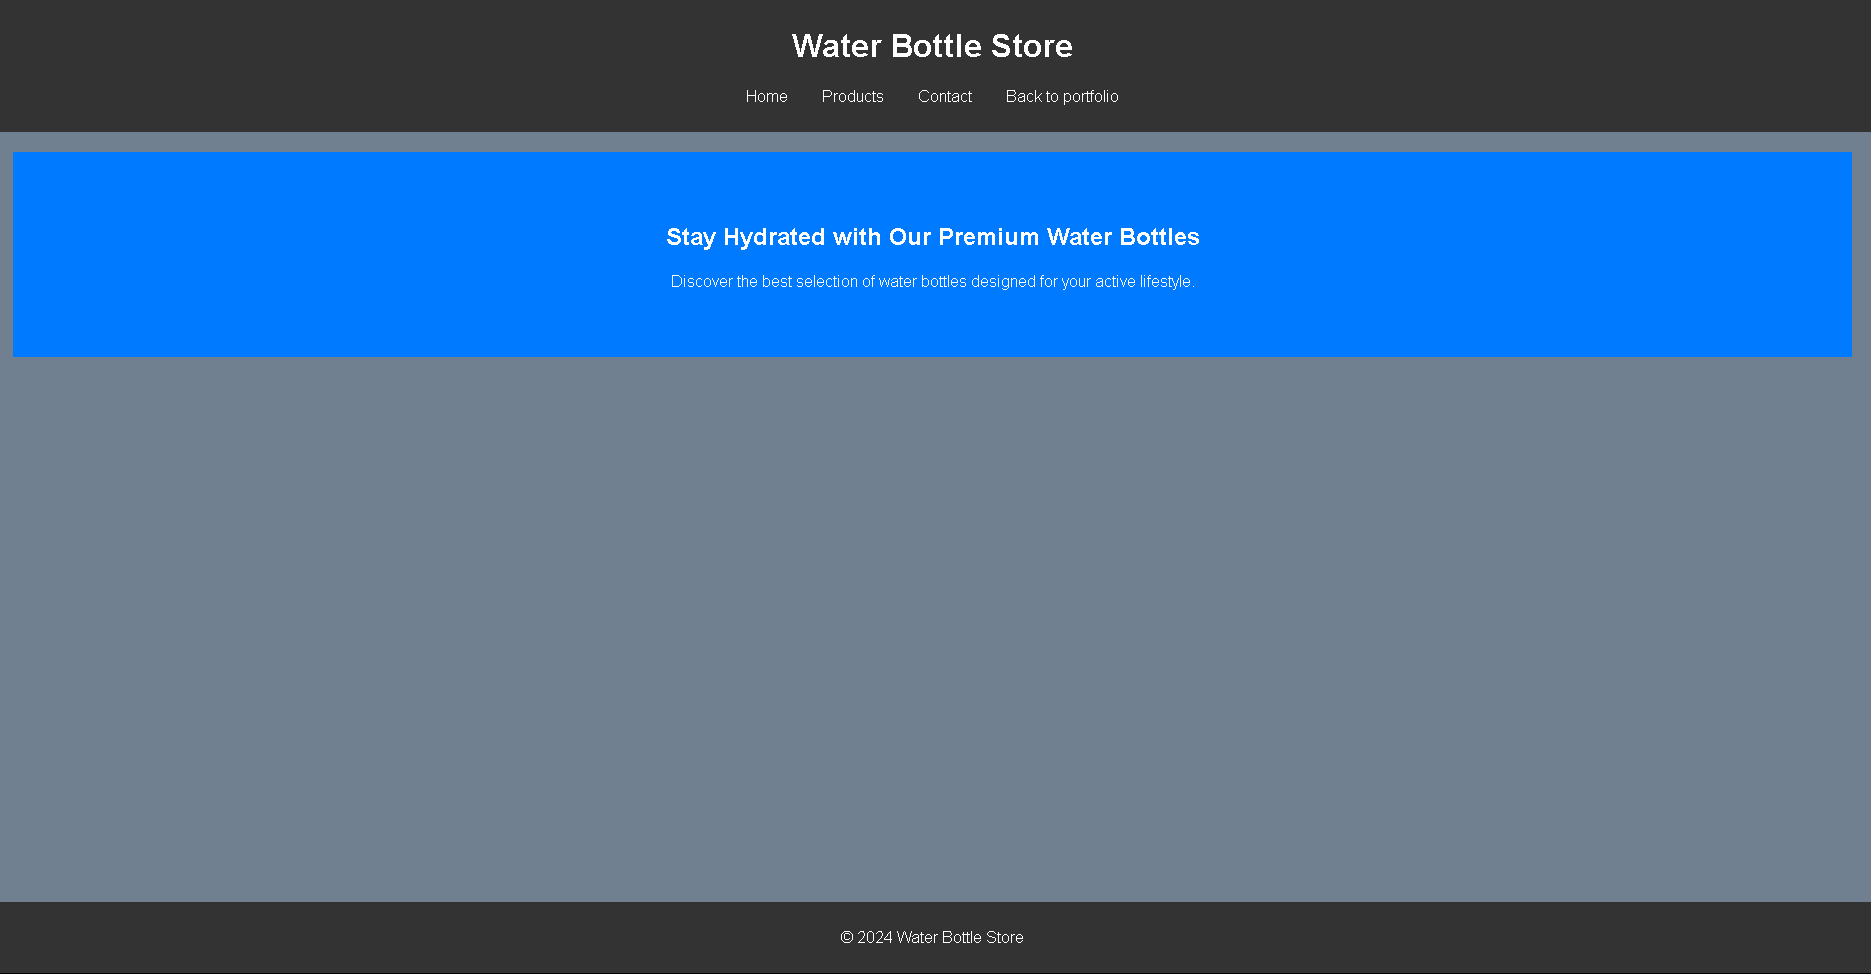 Water Bottle Store
Home Products Contact Back to portfolio
Stay Hydrated with Our Premium Water Bottles
Discover the best selection of water bottles designed for your active lifestyle.
© 2024 Water Bottle Store